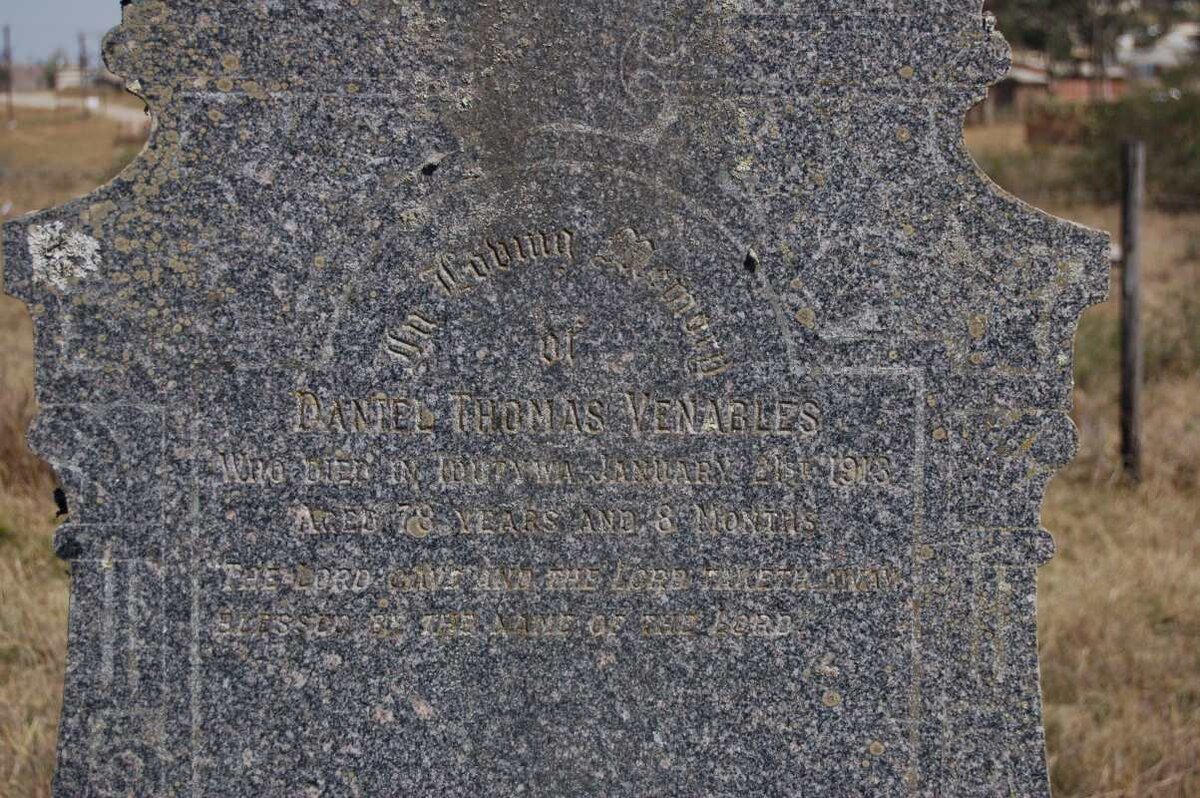 In Loving Memory
of
DANIEL THOMAS VENABLES
WHO DIED IN IDUTYWA JANUARY 21ST 1913
AGED 78 YEARS AND 8 MONTHS
"THE LORD GAVE AND THE LORD TAKETH AWAY
BLESSED BE THE NAME OF THE LORD"